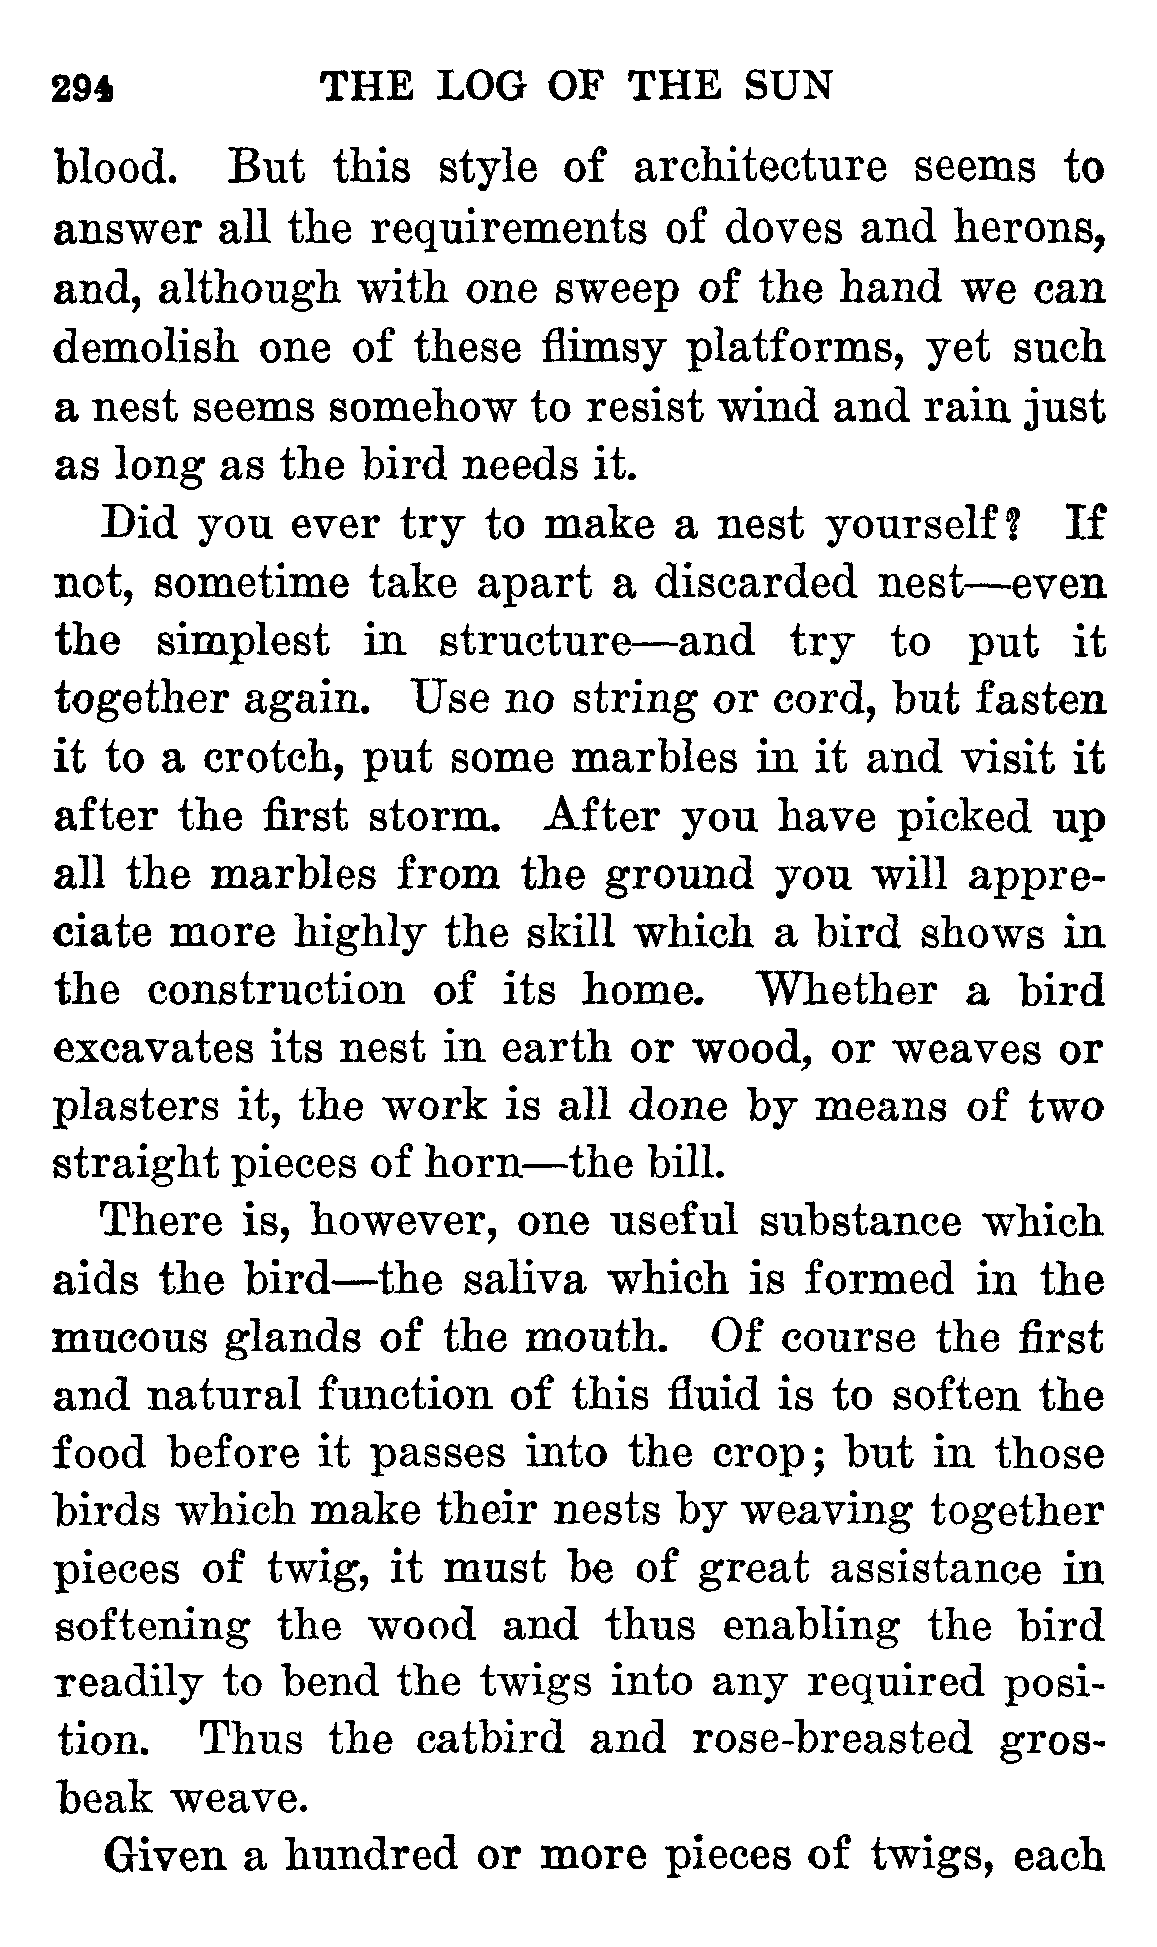 294 THE LOG OF THE SUN
blood. But this style of architecture seems to
answer all the requirements of doves and herons,
and, although with one sweep of the hand we can
demolish one of these flimsy platforms, yet such
a nest seems somehow to resist wind and rain just
as long as the bird needs it.
Did you ever try to make a nest yourself? If
not, sometime take apart a discarded nest—even
the simplest in structure—and try to put it
together again. Use no string or cord, but fasten
it to a crotch, put some marbles in it and visit it
after the first storm. After you have picked up
all the marbles from the ground you will appre-
ciate more highly the skill which a bird shows in
the construction of its home. Whether a bird
excavates its nest in earth or wood, or weaves or
plasters it, the work is all done by means of two
straight pieces of horn—the bill.
There is, however, one useful substance which
aids the bird—the saliva which is formed in the
mucous glands of the mouth. Of course the first
and natural function of this fluid is to soften the
food before it passes into the crop; but in those
birds which make their nests by weaving together
pieces of twig, it must be of great assistance in
softening the wood and thus enabling the bird
readily to bend the twigs into any required posi-
tion. Thus the catbird and rose-breasted gros-
beak weave.
Given a hundred or more pieces of twigs, each